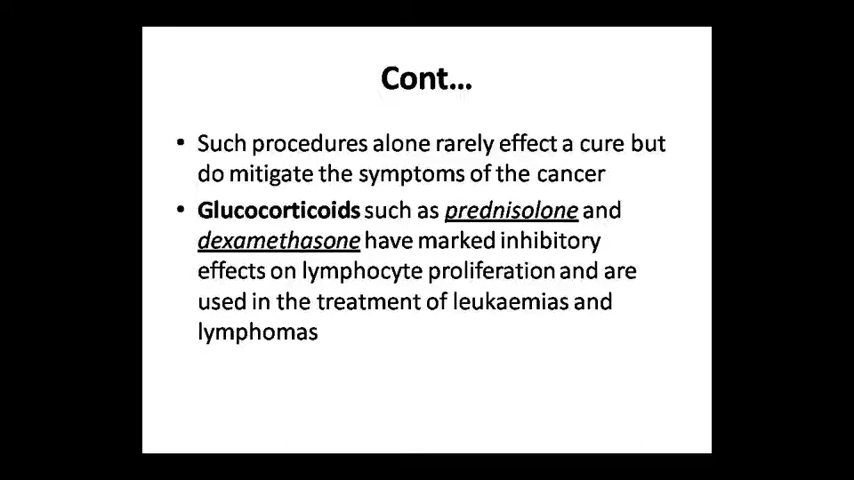 Cont...
• Such procedures alone rarely effect a cure but
do mitigate the symptoms of the cancer
• Glucocorticoids such as prednisolone and
dexamethasone have marked inhibitory
effects on lymphocyte proliferation and are
used in the treatment of leukaemias and
lymphomas